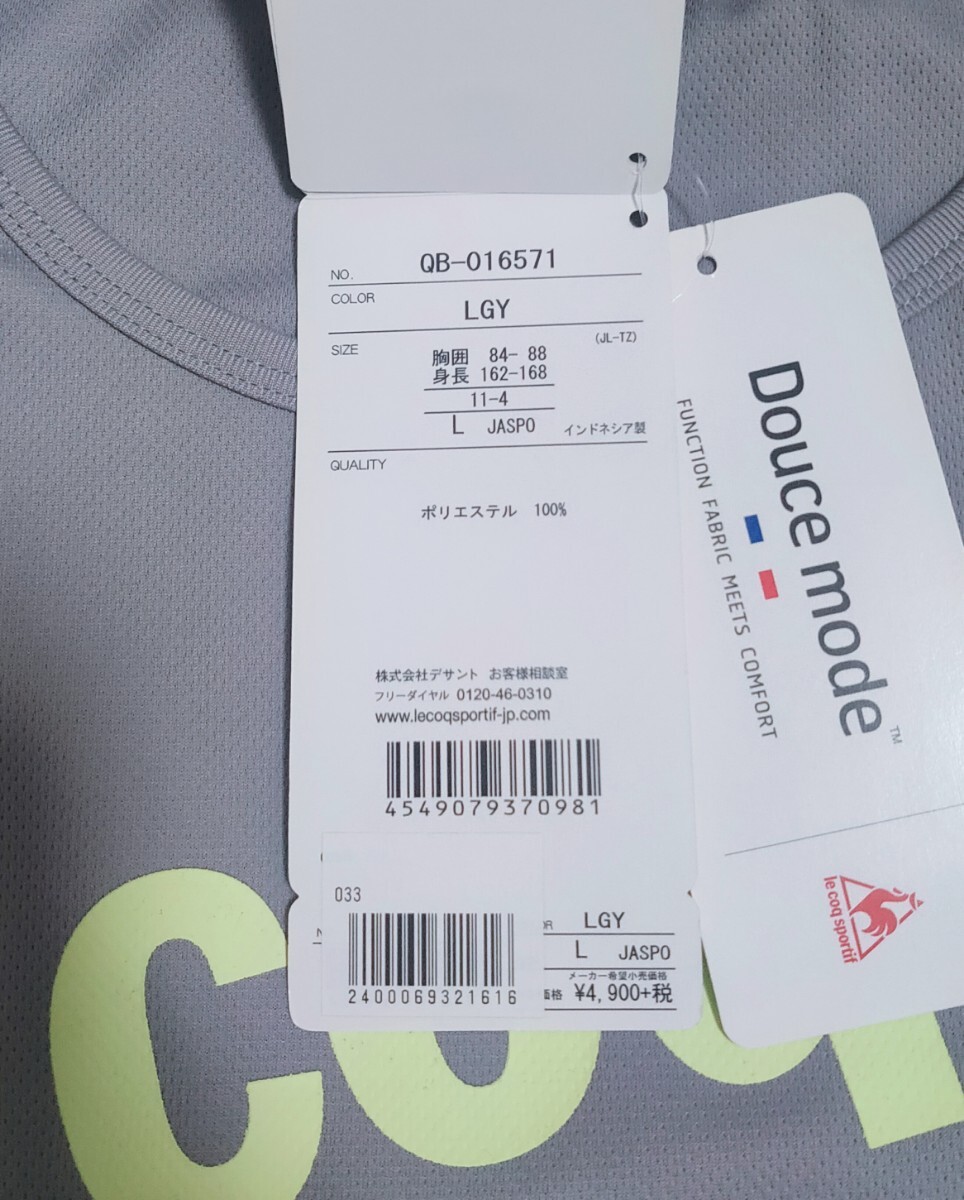 NO. QB-016571
COLOR LGY
SIZE (JL-TZ)
胸囲 84- 88
身長 162-168
11-4
L JASPO インドネシア製
QUALITY
ポリエステル 100%
株式会社デサント お客様相談室
フリーダイヤル 0120-46-0310
www.lecoqsportif-jp.com
4549079370981
033
2400069321616
LGY
L JASPO
メーカー希望小売価格
価格 ¥4,900+税
Douce mode™
FUNCTION FABRIC MEETS COMFORT
le coq sportif
coq